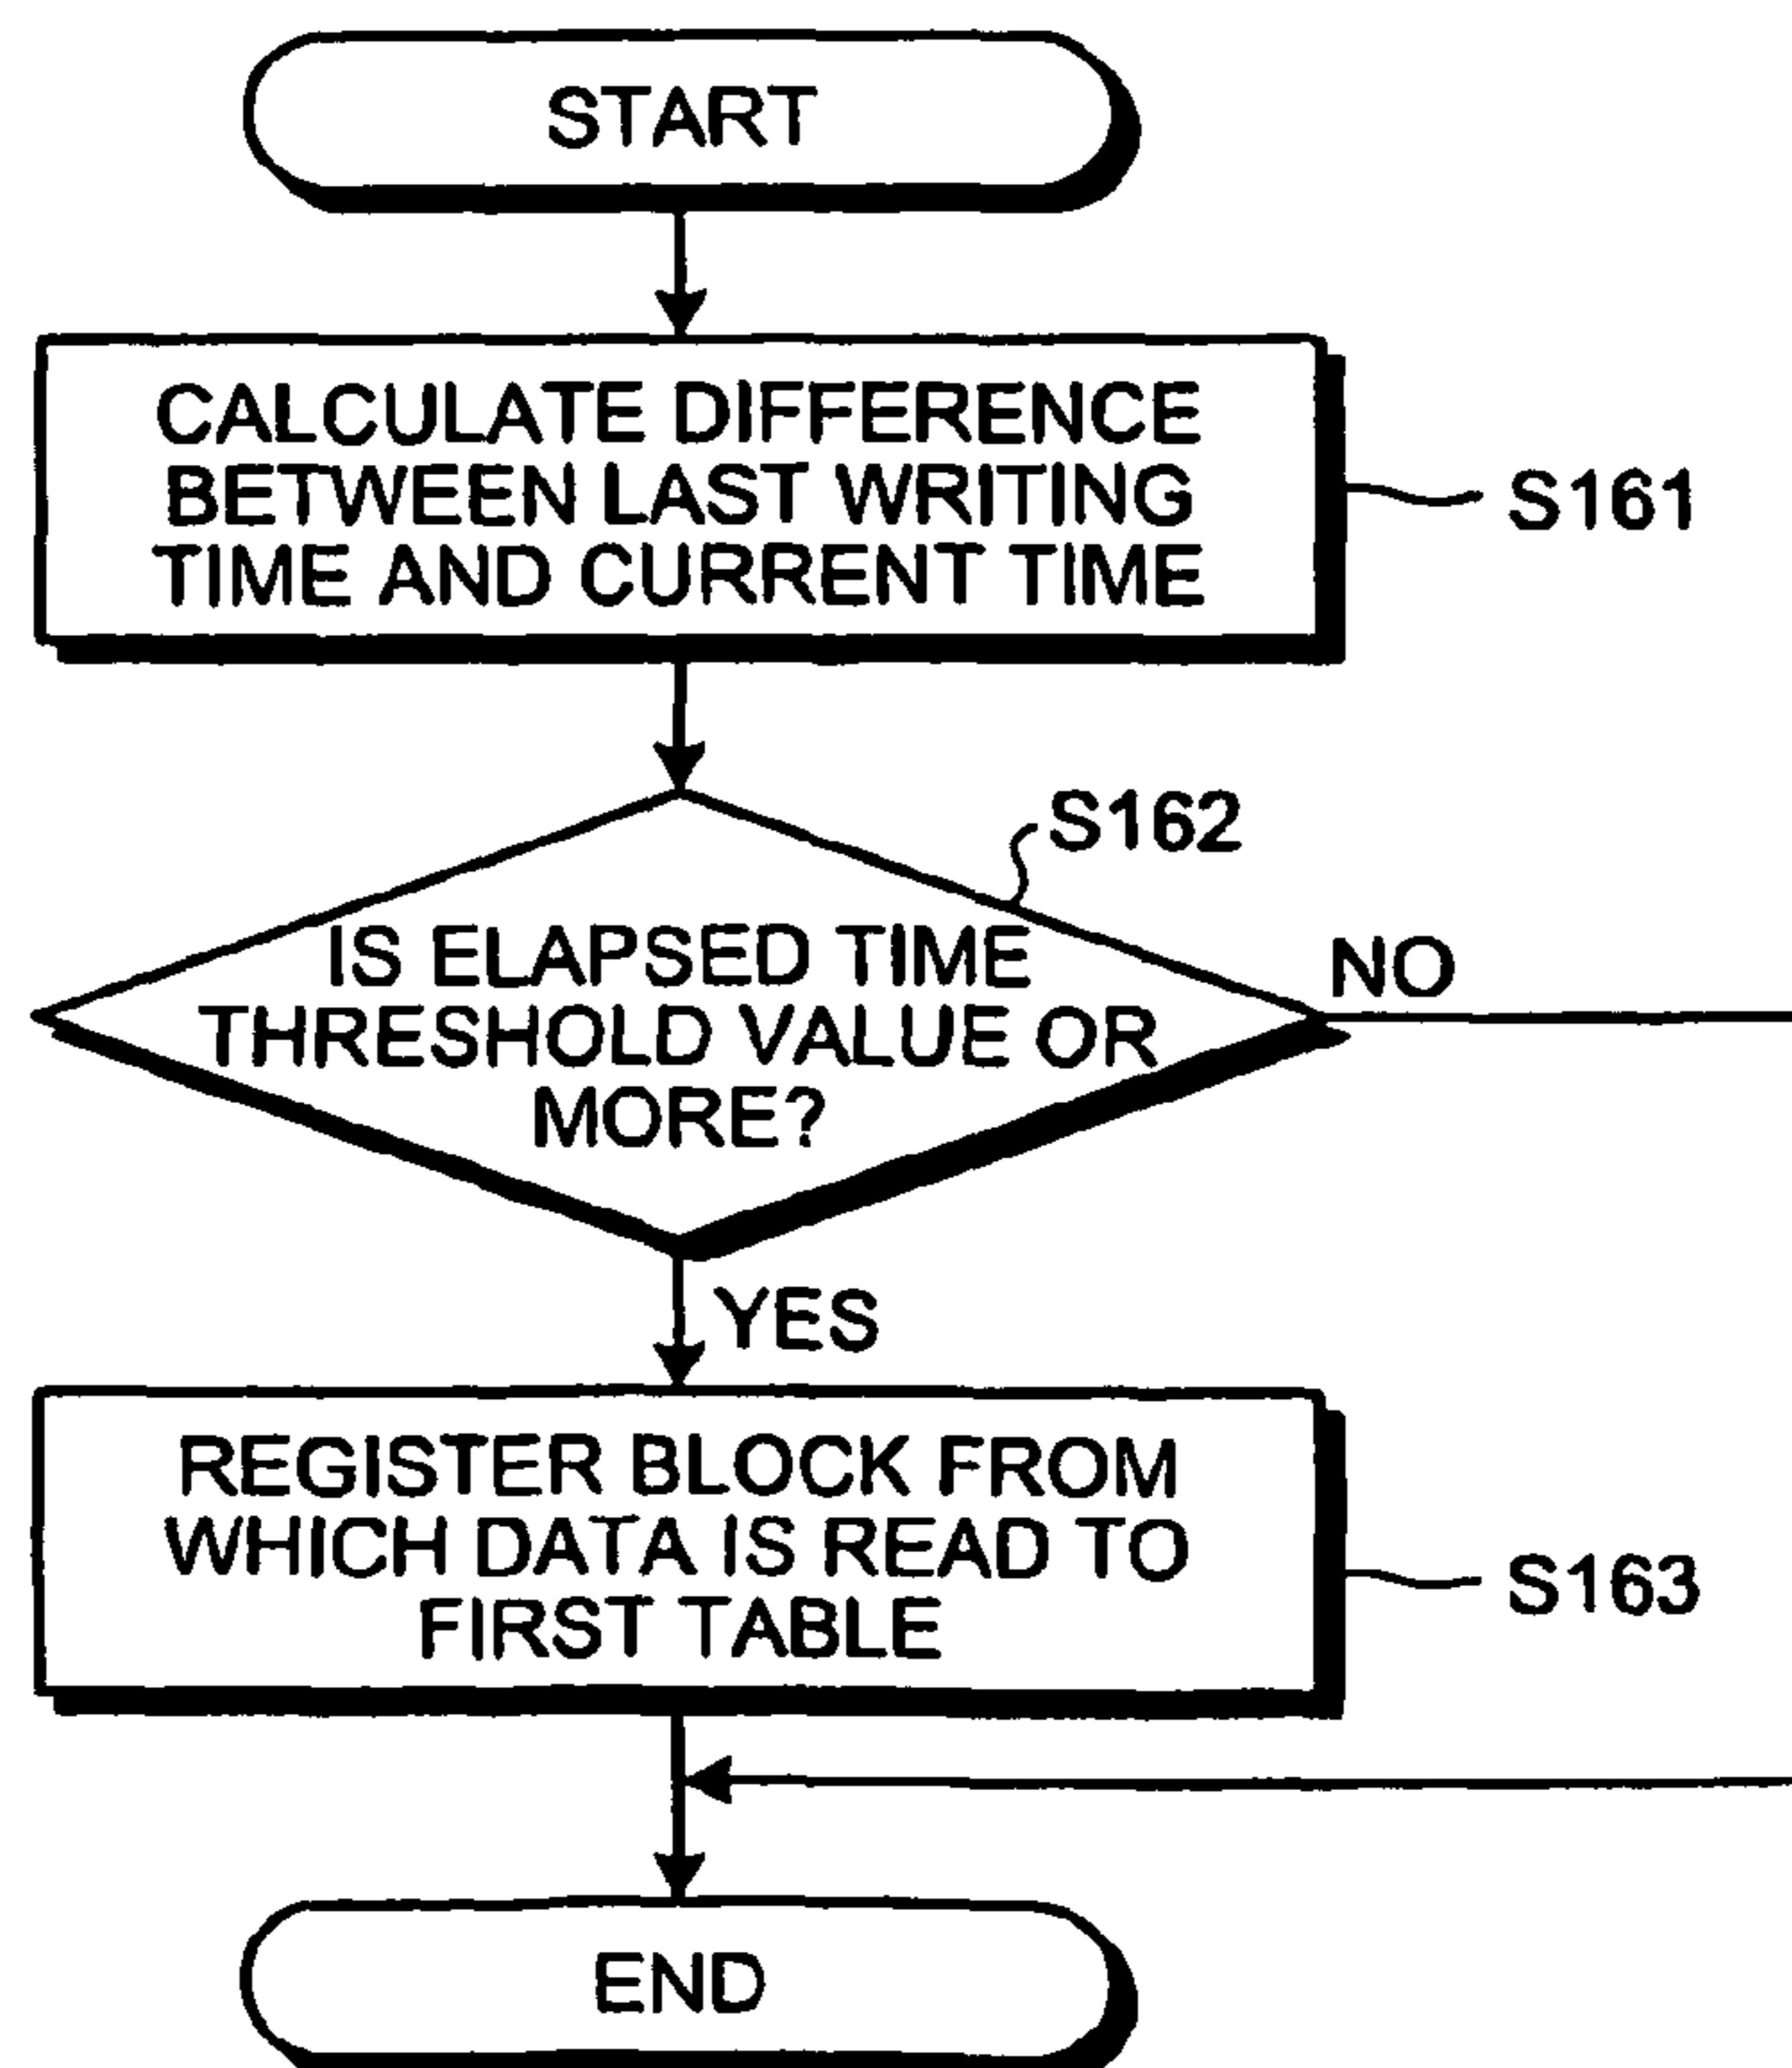 START
CALCULATE DIFFERENCE
BETWEEN LAST WRITING
TIME AND CURRENT TIME
S161
S162
IS ELAPSED TIME
THRESHOLD VALUE OR
MORE?
NO
YES
REGISTER BLOCK FROM
WHICH DATA IS READ TO
FIRST TABLE
S163
END